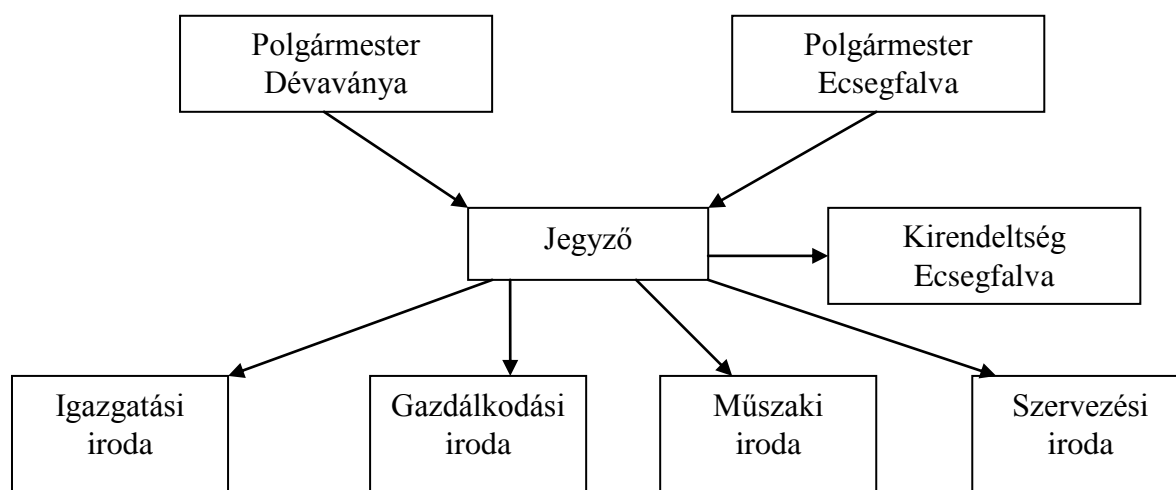 Polgármester
Dévaványa
Polgármester
Ecsegfalva
Jegyző
Kirendeltség
Ecsegfalva
Igazgatási
iroda
Gazdálkodási
iroda
Műszaki
iroda
Szervezési
iroda